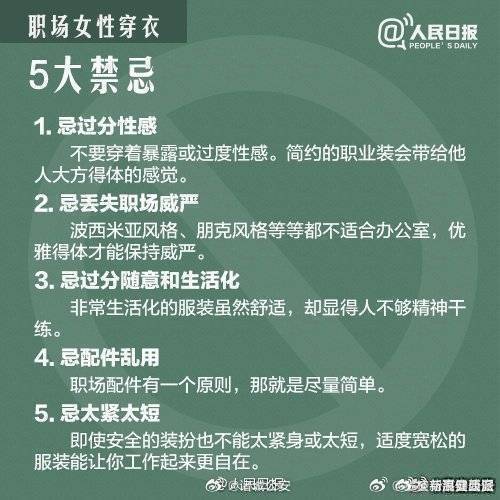 职场女性穿衣
@人民日报
PEOPLE'S DAILY
5大禁忌
1. 忌过分性感
不要穿着暴露或过度性感。简约的职业装会带给他
人大方得体的感觉。
2. 忌丢失职场威严
波西米亚风格、朋克风格等等都不适合办公室，优
雅得体才能保持威严。
3. 忌过分随意和生活化
非常生活化的服装虽然舒适，却显得人不够精神干
练。
4. 忌配件乱用
职场配件有一个原则，那就是尽量简单。
5. 忌太紧太短
即使安全的装扮也不能太紧身或太短，适度宽松的
服装能让你工作起来更自在。
@人民日报